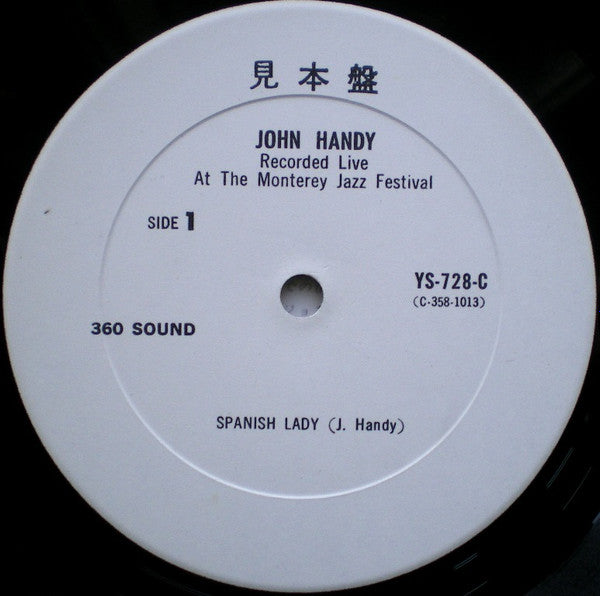 見本盤
JOHN HANDY
Recorded Live
At The Monterey Jazz Festival
SIDE 1
YS-728-C
(C-358-1013)
360 SOUND
SPANISH LADY (J. Handy)